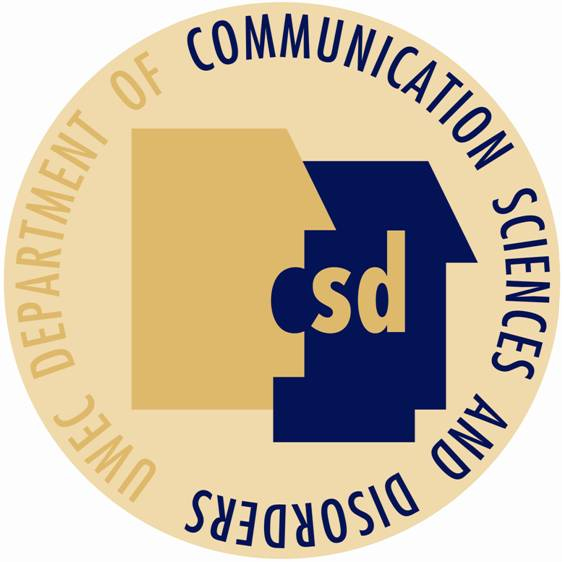 UWEC DEPARTMENT OF COMMUNICATION SCIENCES AND DISORDERS
csd